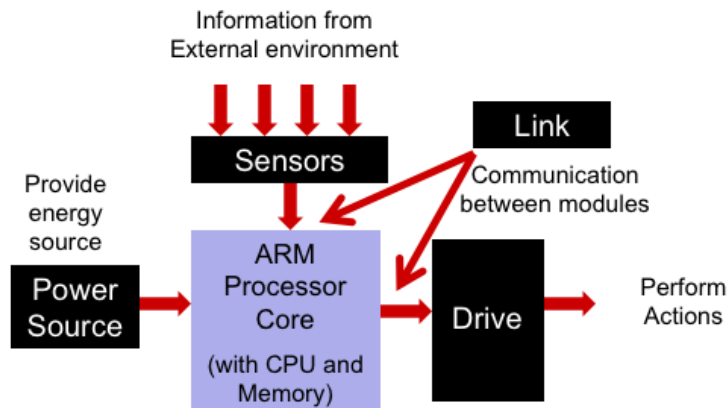 Information from
External environment
Link
Sensors
Communication
between modules
Provide
energy
source
ARM
Processor
Core
(with CPU and
Memory)
Power
Source
Drive
Perform
Actions